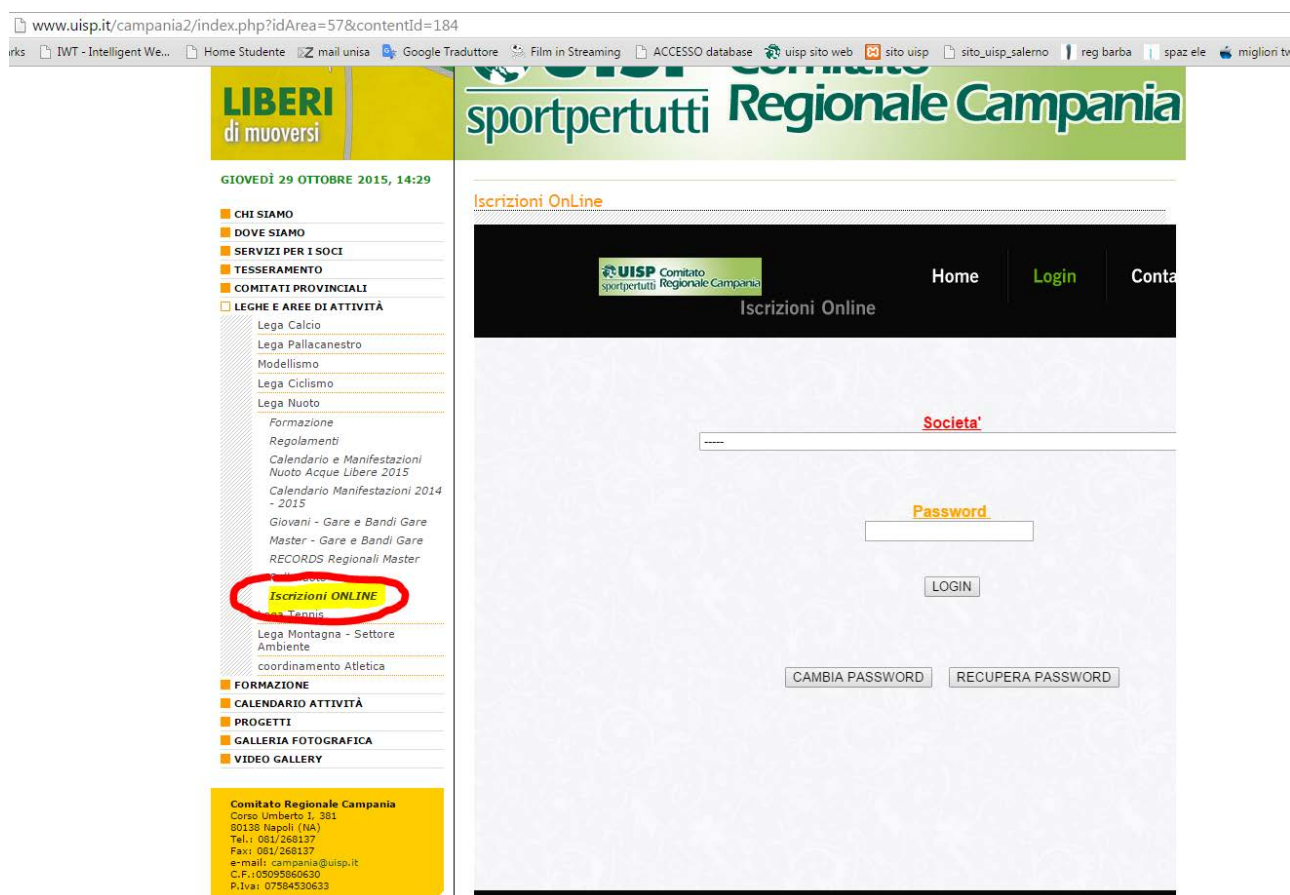 www.uisp.it/campania2/index.php?idArea=57&contentId=184
rks IWT - Intelligent We... Home Studente mail unisa Google Traduttore Film in Streaming ACCESSO database uisp sito web sito uisp sito_uisp_salerno reg barba spaz ele migliori tw
LIBERI
di muoversi
UISP Comitato
sportpertutti Regionale Campania
GIOVEDÌ 29 OTTOBRE 2015, 14:29
CHI SIAMO
DOVE SIAMO
SERVIZI PER I SOCI
TESSERAMENTO
COMITATI PROVINCIALI
LEGHE E AREE DI ATTIVITÀ
Lega Calcio
Lega Pallacanestro
Modellismo
Lega Ciclismo
Lega Nuoto
Formazione
Regolamenti
Calendario e Manifestazioni
Nuoto Acque Libere 2015
Calendario Manifestazioni 2014
- 2015
Giovani - Gare e Bandi Gare
Master - Gare e Bandi Gare
RECORDS Regionali Master
Iscrizioni ONLINE
Lega Tennis
Lega Montagna - Settore
Ambiente
coordinamento Atletica
FORMAZIONE
CALENDARIO ATTIVITÀ
PROGETTI
GALLERIA FOTOGRAFICA
VIDEO GALLERY
Comitato Regionale Campania
Corso Umberto I, 381
80138 Napoli (NA)
Tel.: 081/268137
Fax: 081/268137
e-mail: campania@uisp.it
C.F.:05095860630
P.Iva: 07584530633
Iscrizioni OnLine
UISP Comitato
sportpertutti Regionale Campania
Iscrizioni Online
Home Login Conta
Societa'
-----
Password
LOGIN
CAMBIA PASSWORD RECUPERA PASSWORD